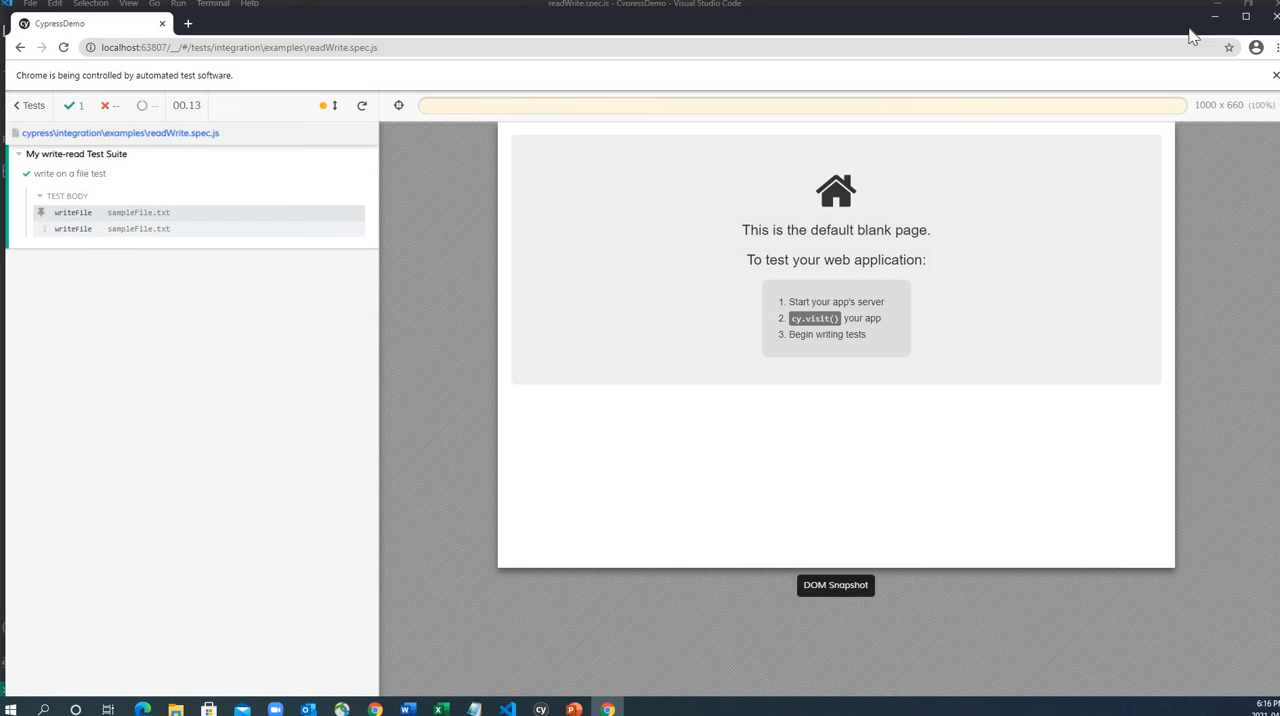 File Edit Selection View Go Run Terminal Help readWrite.spec.js - CypressDemo - Visual Studio Code
cy CypressDemo
localhost:63807/__/#/tests/integration\examples\readWrite.spec.js
Chrome is being controlled by automated test software.
Tests 1 -- -- 00.13 1000 x 660 (100%)
cypress\integration\examples\readWrite.spec.js
My write-read Test Suite
write on a file test
TEST BODY
writeFile sampleFile.txt
2 writeFile sampleFile.txt
This is the default blank page.
To test your web application:
1. Start your app's server
2. cy.visit() your app
3. Begin writing tests
DOM Snapshot
6:16 PM